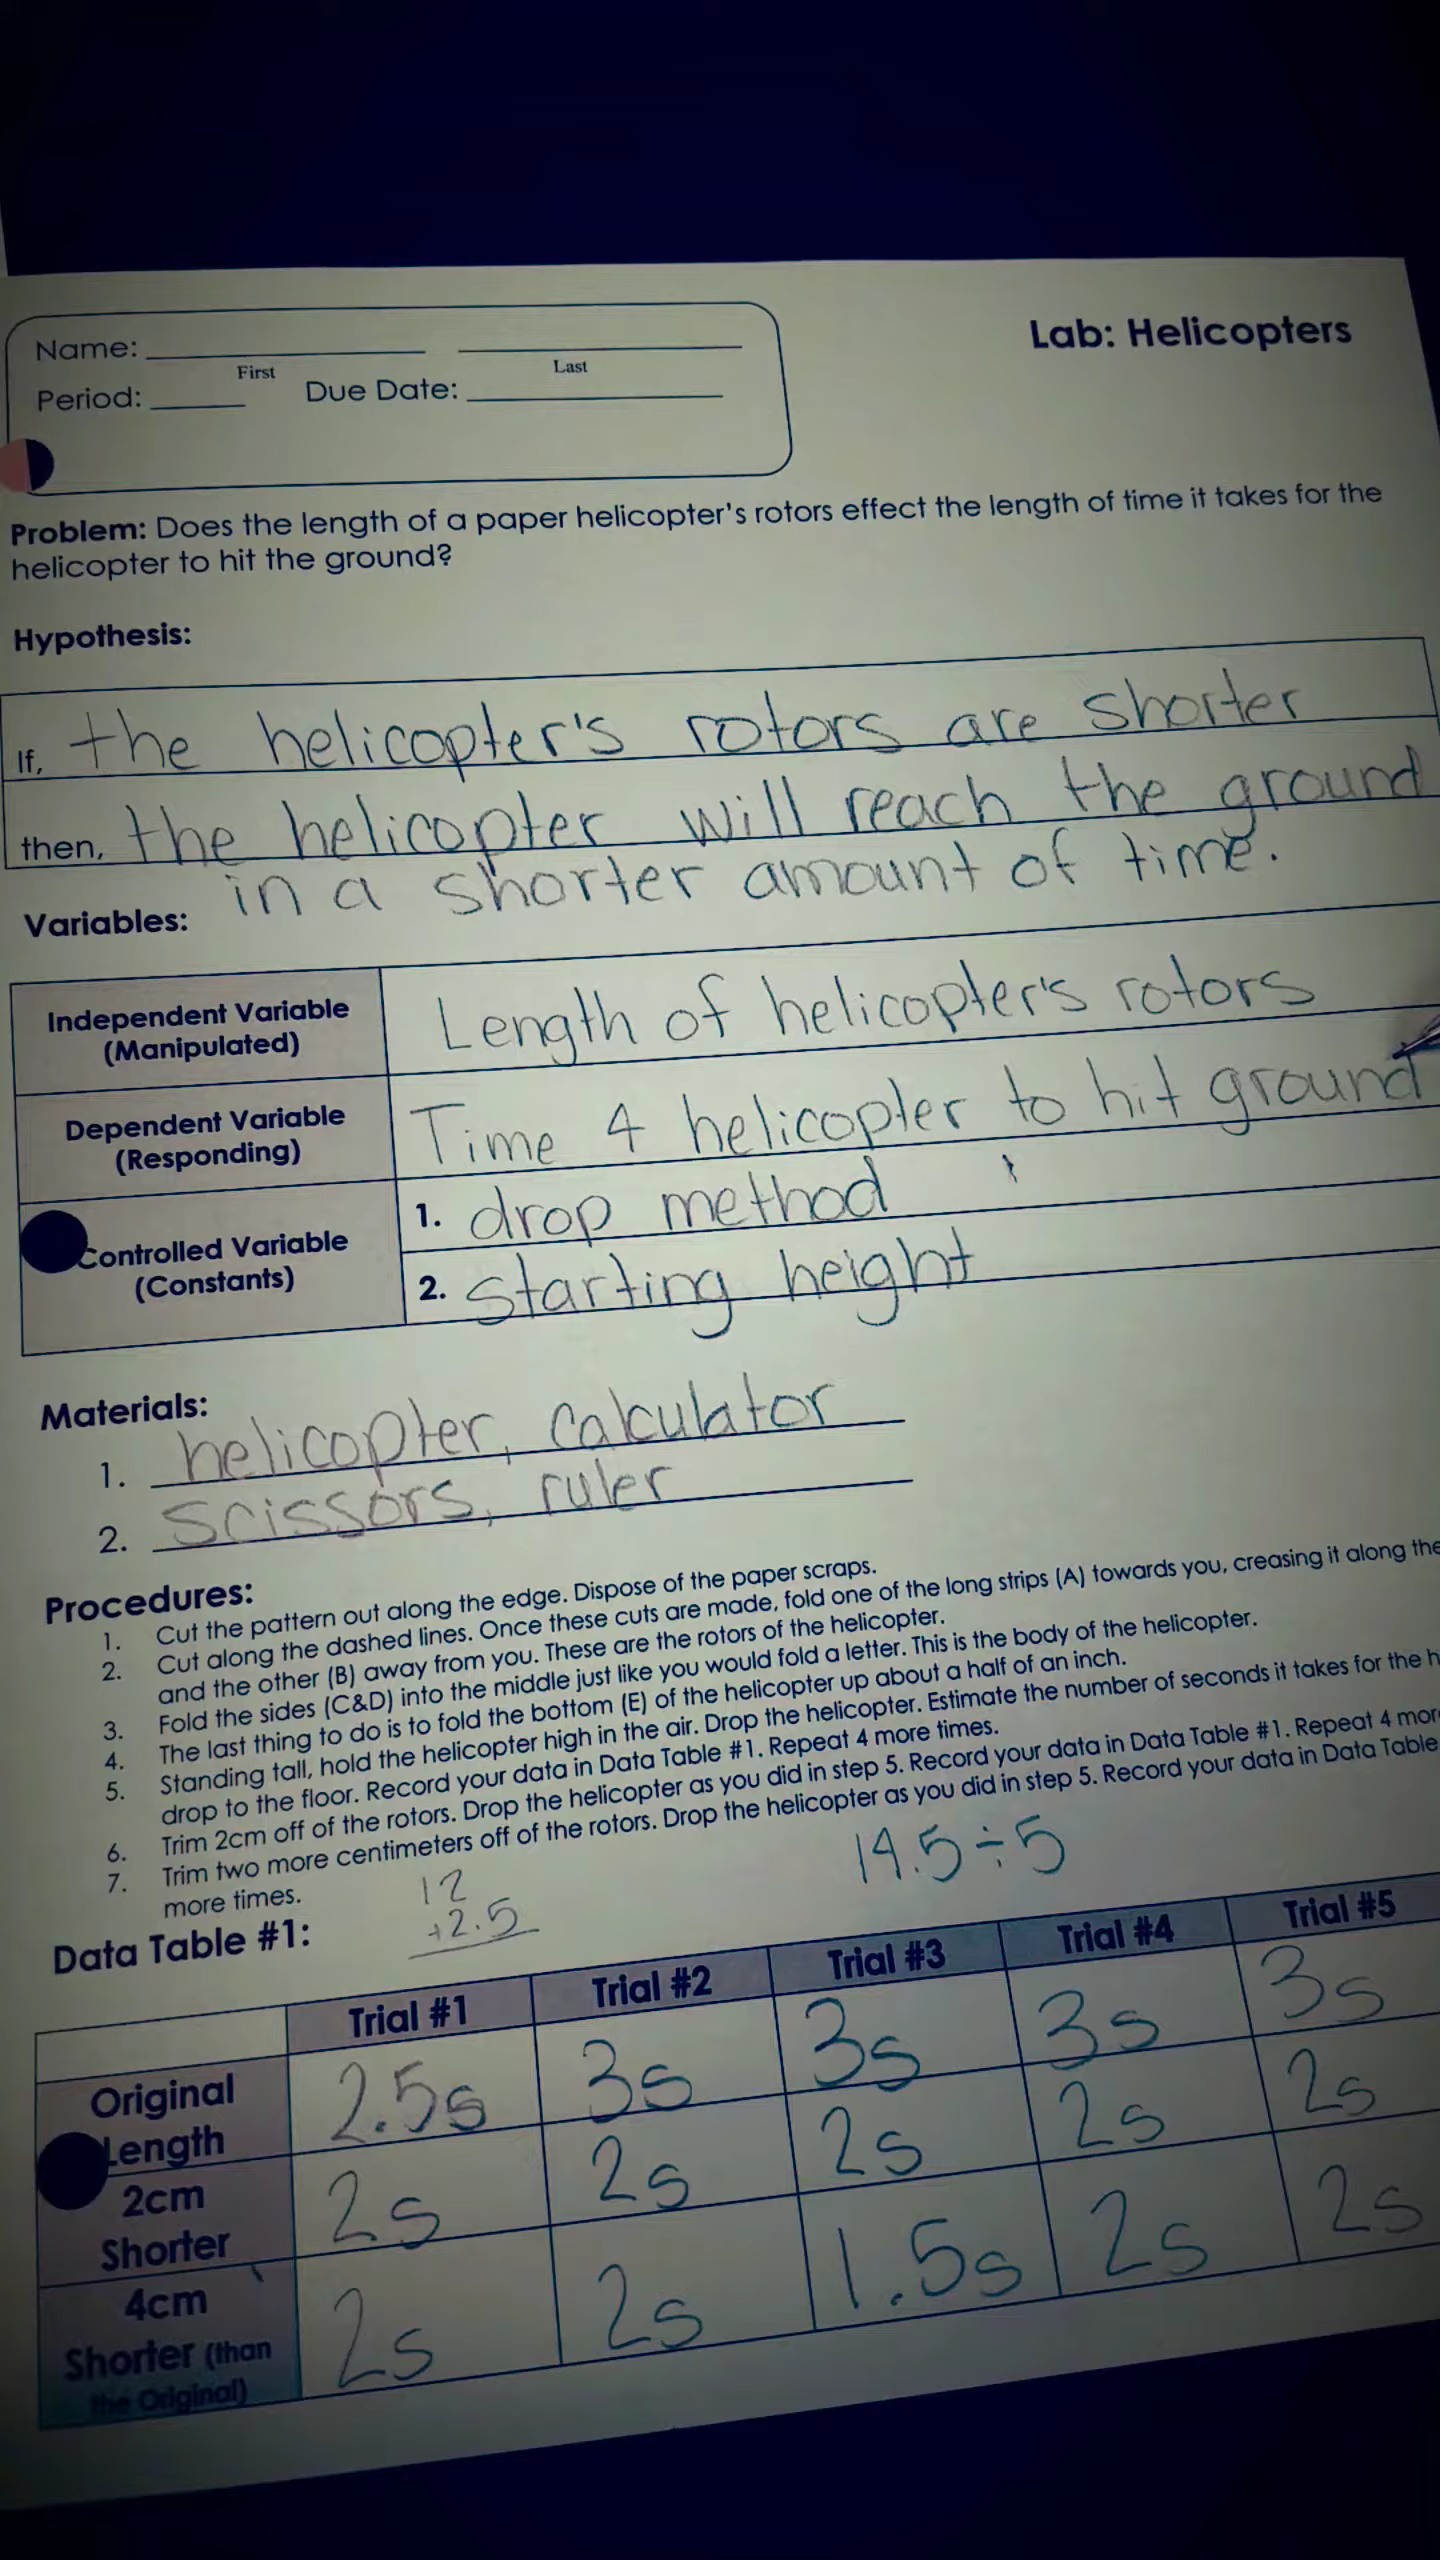 Lab: Helicopters
Name:
First Last
Period: Due Date:
Problem: Does the length of a paper helicopter's rotors effect the length of time it takes for the
helicopter to hit the ground?
Hypothesis:
If, the helicopter's rotors are shorter
then, the helicopter will reach the ground
in a shorter amount of time.
Variables:
Independent Variable
(Manipulated)
Length of helicopter's rotors
Dependent Variable
(Responding)
Time 4 helicopter to hit ground
Controlled Variable
(Constants)
1. drop method
2. starting height
Materials:
1. helicopter, calculator
2. scissors, ruler
Procedures:
1. Cut the pattern out along the edge. Dispose of the paper scraps.
2. Cut along the dashed lines. Once these cuts are made, fold one of the long strips (A) towards you, creasing it along the
and the other (B) away from you. These are the rotors of the helicopter.
3. Fold the sides (C&D) into the middle just like you would fold a letter. This is the body of the helicopter.
4. The last thing to do is to fold the bottom (E) of the helicopter up about a half of an inch.
5. Standing tall, hold the helicopter high in the air. Drop the helicopter. Estimate the number of seconds it takes for the h
drop to the floor. Record your data in Data Table #1. Repeat 4 more times.
6. Trim 2cm off of the rotors. Drop the helicopter as you did in step 5. Record your data in Data Table #1. Repeat 4 mor
7. Trim two more centimeters off of the rotors. Drop the helicopter as you did in step 5. Record your data in Data Table
more times.
12
+2.5
14.5÷5
Data Table #1:
Trial #1 Trial #2 Trial #3 Trial #4 Trial #5
Original
Length
2.5s 3s 3s 3s 3s
2cm
Shorter
2s 2s 2s 2s 2s
4cm
Shorter (than
the Original)
2s 2s 1.5s 2s 2s